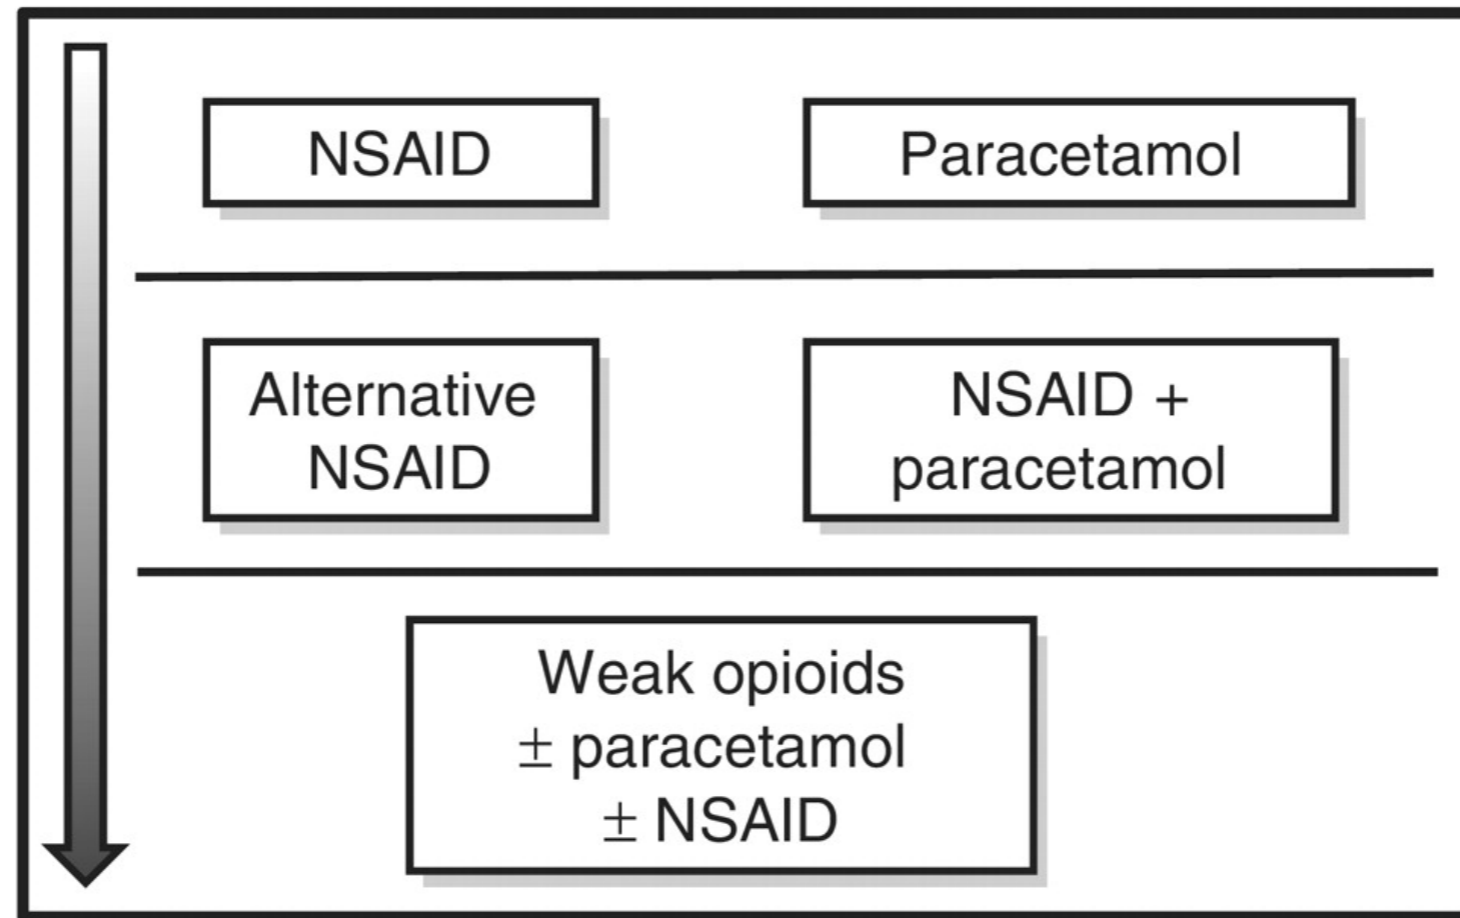 NSAID
Paracetamol
Alternative
NSAID
NSAID +
paracetamol
Weak opioids
± paracetamol
± NSAID